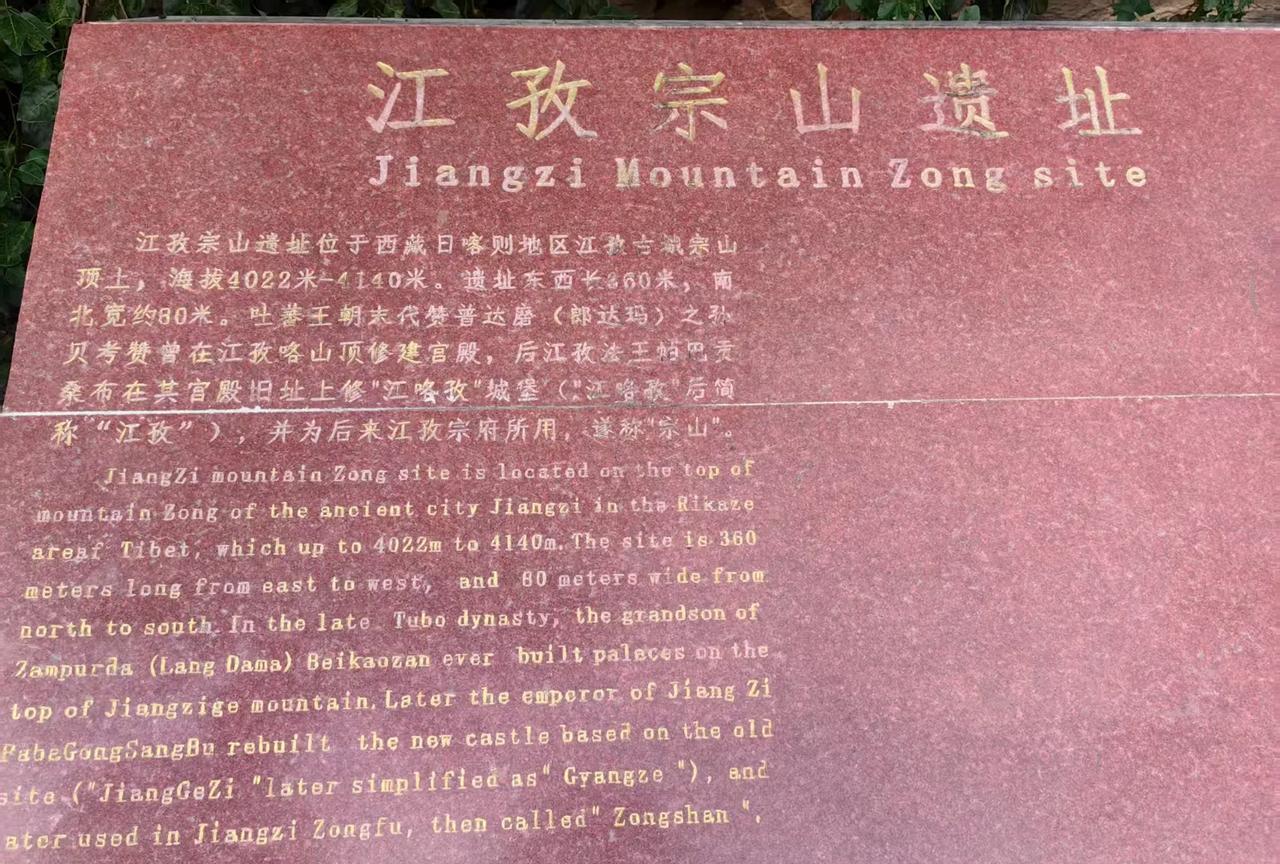 江孜宗山遗址
Jiangzi Mountain Zong site
江孜宗山遗址位于西藏日喀则地区江孜古城宗山
顶上，海拔4022米-4140米。遗址东西长360米，南
北宽约80米。吐蕃王朝末代赞普达磨（郎达玛）之孙
贝考赞曾在江孜咯山顶修建宫殿，后江孜法王帕巴贡
桑布在其宫殿旧址上修"江咯孜"城堡（"江咯孜"后简
称“江孜”），并为后来江孜宗府所用，遂称"宗山"。
JiangZi mountain Zong site is located on the top of
mountain Zong of the ancient city Jiangzi in the Rikaze
areaf Tibet, which up to 4022m to 4140m.The site is 360
meters long from east to west, and 80 meters wide from
north to south.In the late Tubo dynasty, the grandson of
Zampurda (Lang Dama) Beikaozan ever built palaces on the
top of Jiangzige mountain.Later the emperor of Jiang Zi
PabaGongSangBu rebuilt the new castle based on the old
site ("JiangGeZi "later simplified as" Gyangze "), and
ater used in Jiangzi Zongfu, then called" Zongshan ".